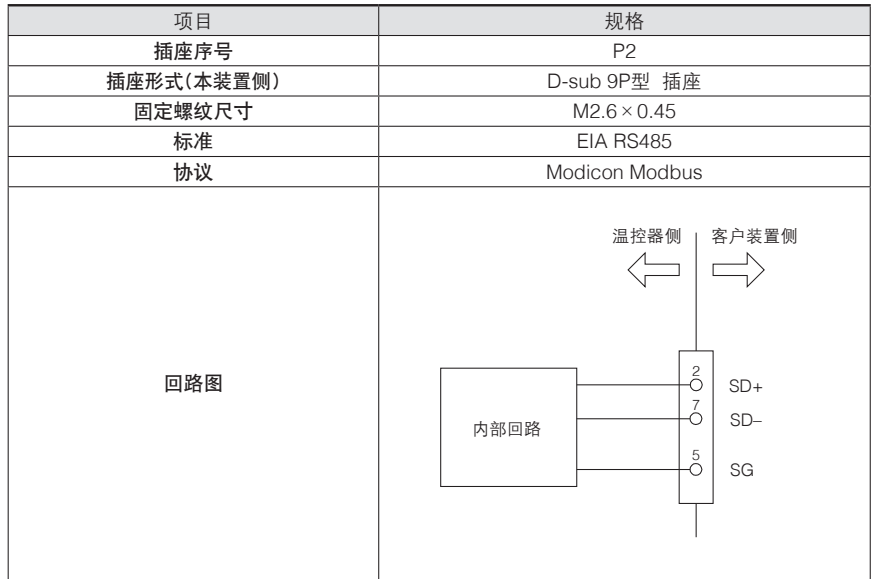 项目 规格
插座序号 P2
插座形式(本装置侧) D-sub 9P型 插座
固定螺纹尺寸 M2.6×0.45
标准 EIA RS485
协议 Modicon Modbus
回路图
温控器侧 客户装置侧
内部回路
2 SD+
7 SD–
5 SG